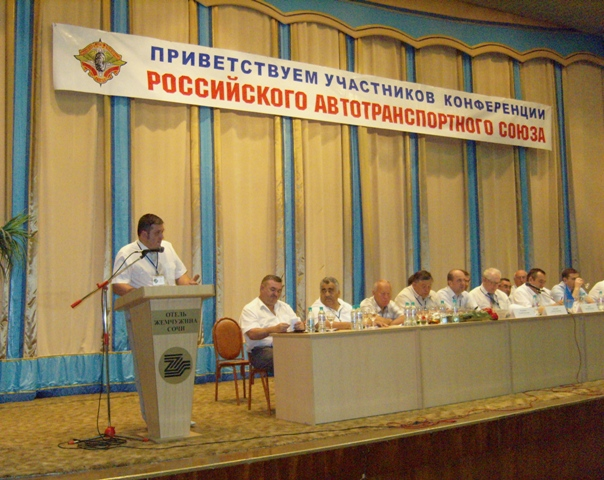 ПРИВЕТСТВУЕМ УЧАСТНИКОВ КОНФЕРЕНЦИИ
РОССИЙСКОГО АВТОТРАНСПОРТНОГО СОЮЗА
ОТЕЛЬ
ЖЕМЧУЖИНА
СОЧИ